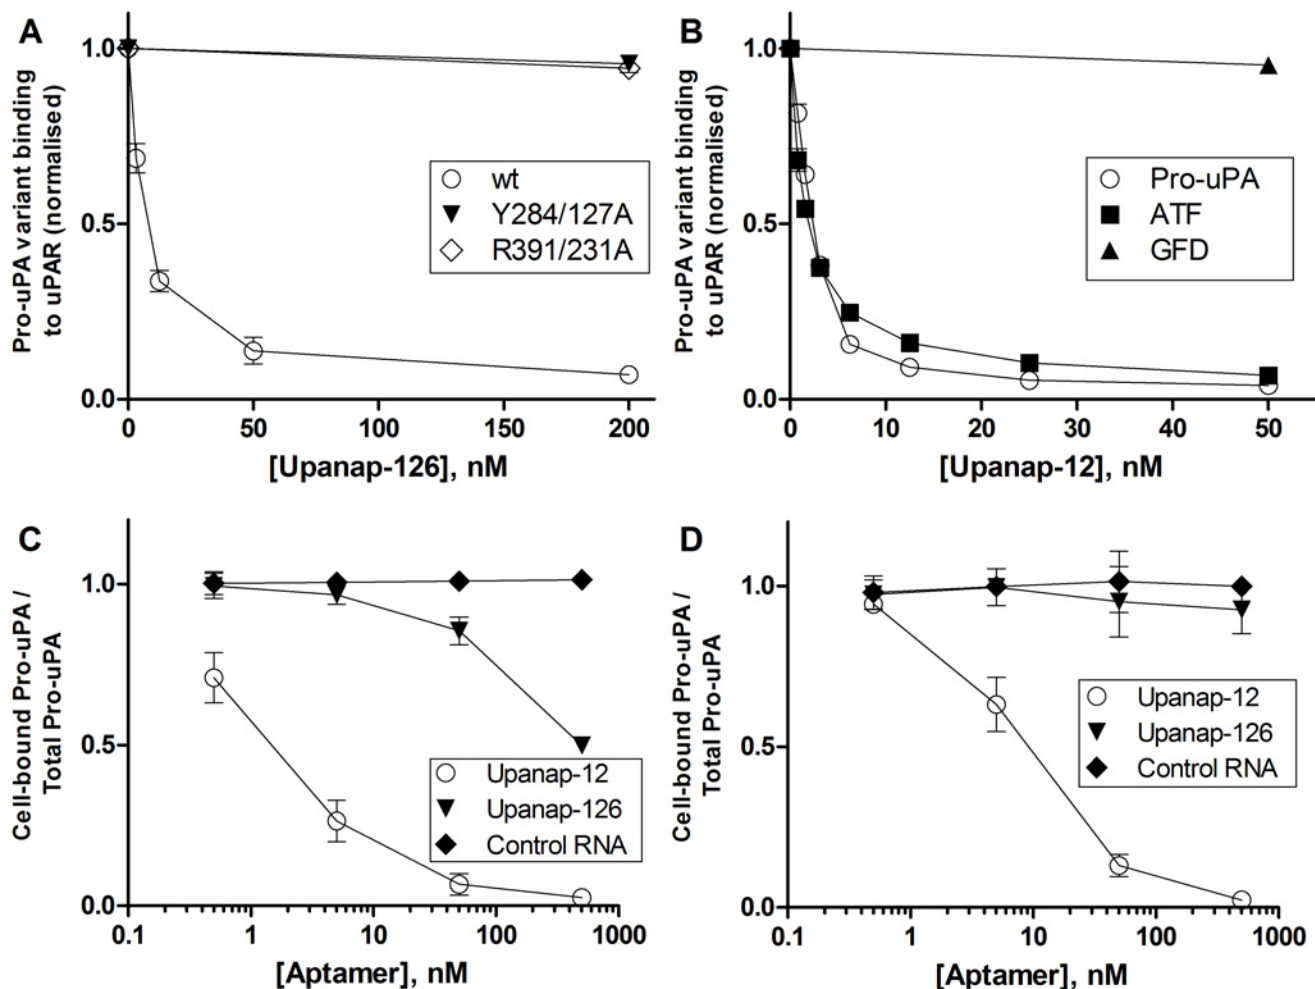 A
Pro-uPA variant binding
to uPAR (normalised)
1.0
0.5
0.0
wt
Y284/127A
R391/231A
0
50
100
150
200
[Upanap-126], nM
B
Pro-uPA variant binding
to uPAR (normalised)
1.0
0.5
0.0
Pro-uPA
ATF
GFD
0
10
20
30
40
50
[Upanap-12], nM
C
Cell-bound Pro-uPA /
Total Pro-uPA
1.0
0.5
0.0
Upanap-12
Upanap-126
Control RNA
0.1
1
10
100
1000
[Aptamer], nM
D
Cell-bound Pro-uPA /
Total Pro-uPA
1.0
0.5
0.0
Upanap-12
Upanap-126
Control RNA
0.1
1
10
100
1000
[Aptamer], nM